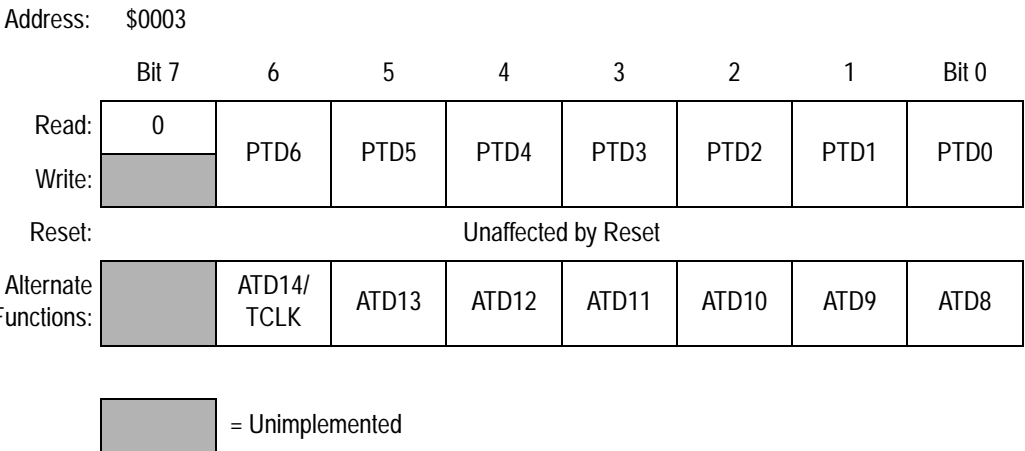 Address: $0003
Bit 7 6 5 4 3 2 1 Bit 0
Read: 0
PTD6 PTD5 PTD4 PTD3 PTD2 PTD1 PTD0
Write:
Reset: Unaffected by Reset
Alternate ATD14/
ATD13 ATD12 ATD11 ATD10 ATD9 ATD8
unctions: TCLK
= Unimplemented